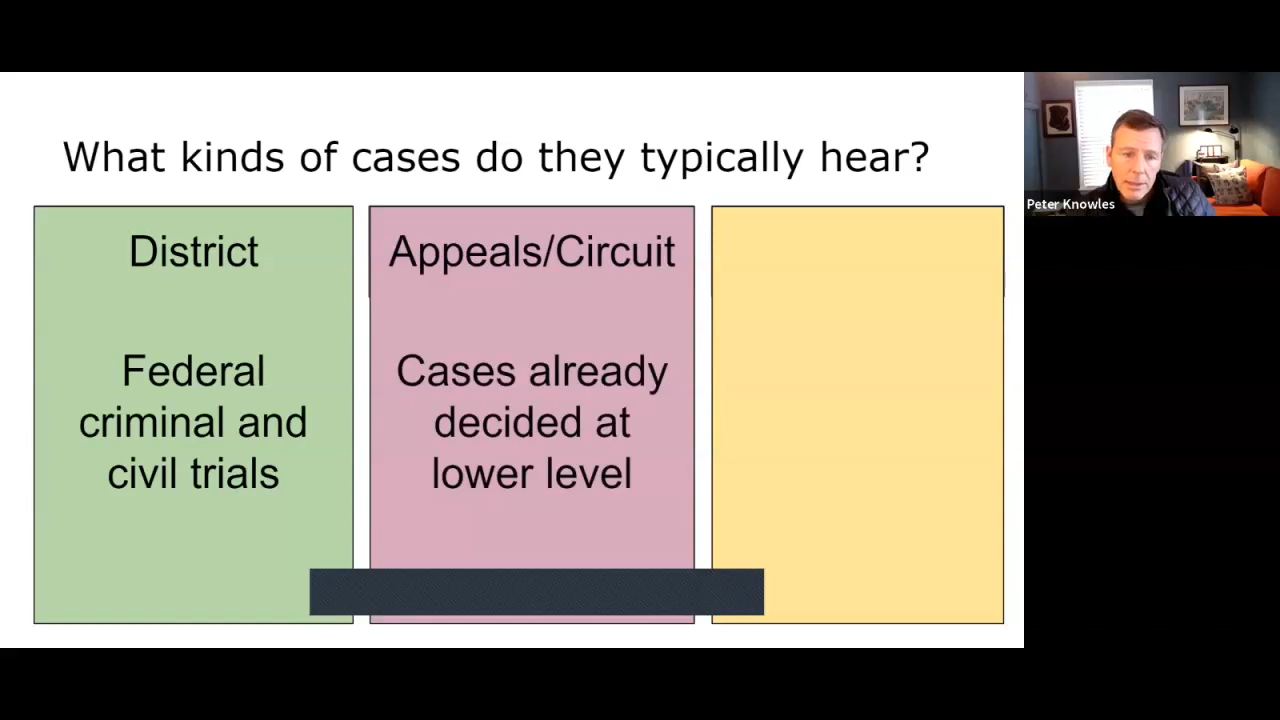 What kinds of cases do they typically hear?
District
Federal
criminal and
civil trials
Appeals/Circuit
Cases already
decided at
lower level
Peter Knowles